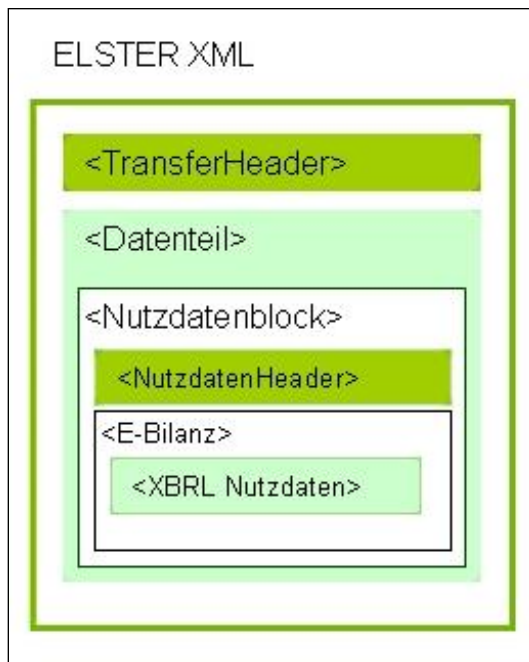 ELSTER XML
<TransferHeader>
<Datenteil>
<Nutzdatenblock>
<NutzdatenHeader>
<E-Bilanz>
<XBRL Nutzdaten>